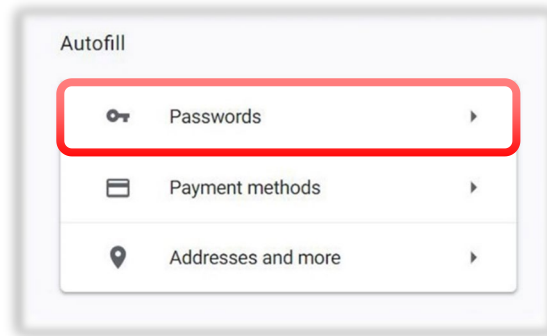 Autofill
Passwords
Payment methods
Addresses and more